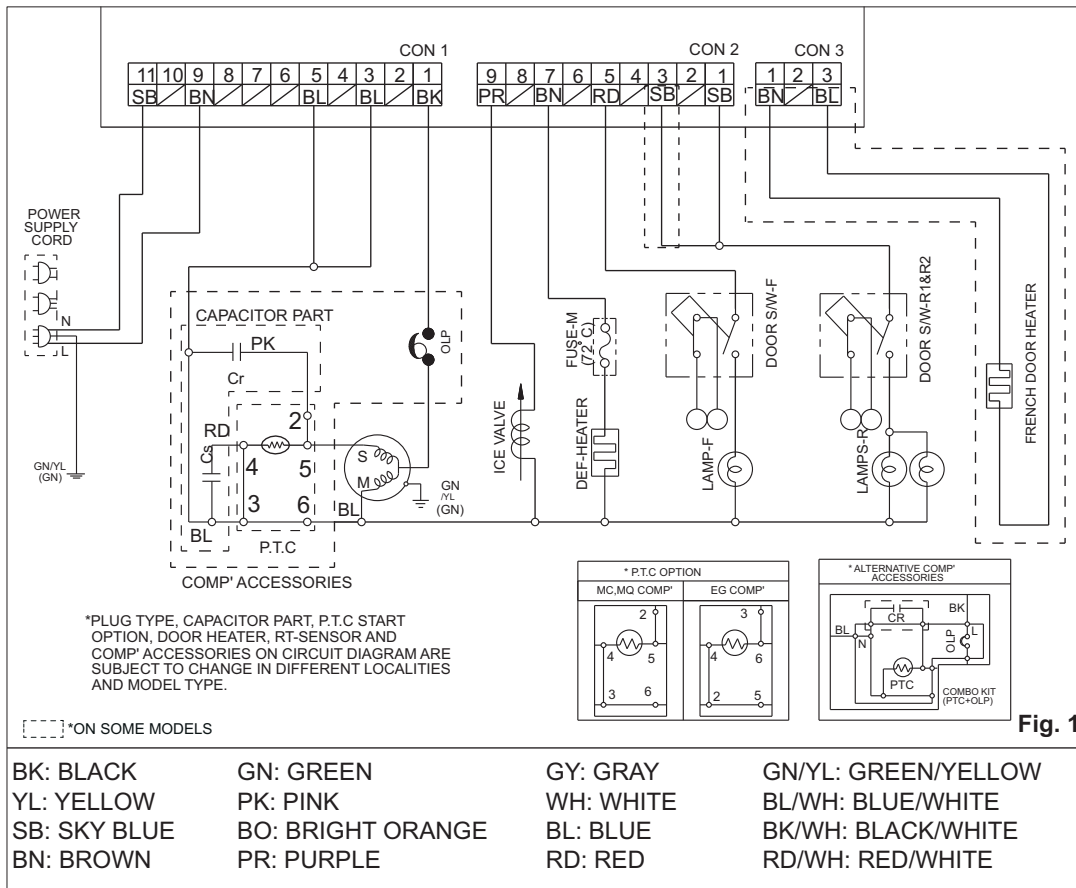 CON 1
CON 2
CON 3
11 10 9 8 7 6 5 4 3 2 1
SB BN BL BL BK
9 8 7 6 5 4 3 2 1
PR BN RD SB SB
1 2 3
BN BL
POWER
SUPPLY
CORD
N
L
GN/YL
(GN)
CAPACITOR PART
PK
Cr
RD
Cs
2
4 5
3 6
BL
P.T.C
COMP' ACCESSORIES
6
OLP
S
M
BL
GN
/YL
(GN)
ICE VALVE
FUSE-M
(72˚C)
DEF-HEATER
DOOR S/W-F
LAMP-F
DOOR S/W-R1&R2
LAMPS-R
FRENCH DOOR HEATER
*PLUG TYPE, CAPACITOR PART, P.T.C START
OPTION, DOOR HEATER, RT-SENSOR AND
COMP' ACCESSORIES ON CIRCUIT DIAGRAM ARE
SUBJECT TO CHANGE IN DIFFERENT LOCALITIES
AND MODEL TYPE.
*ON SOME MODELS
* P.T.C OPTION
MC,MQ COMP' EG COMP'
2
4 5
3 6
3
4 6
2 5
* ALTERNATIVE COMP'
ACCESSORIES
BK
CR
BL
N
L
OLP
PTC
COMBO KIT
(PTC+OLP)
Fig. 1
BK: BLACK GN: GREEN GY: GRAY GN/YL: GREEN/YELLOW
YL: YELLOW PK: PINK WH: WHITE BL/WH: BLUE/WHITE
SB: SKY BLUE BO: BRIGHT ORANGE BL: BLUE BK/WH: BLACK/WHITE
BN: BROWN PR: PURPLE RD: RED RD/WH: RED/WHITE